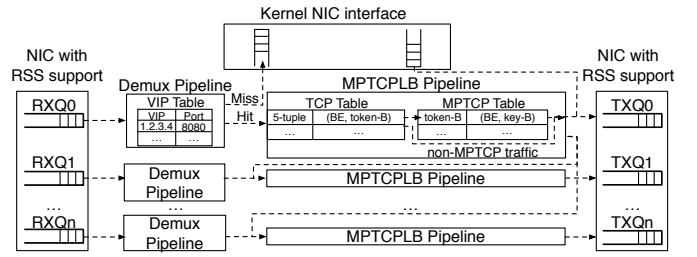 Kernel NIC interface
NIC with
RSS support
NIC with
RSS support
Demux Pipeline
MPTCPLB Pipeline
RXQ0
VIP Table
Miss
TCP Table
MPTCP Table
TXQ0
VIP Port
Hit
5-tuple (BE, token-B)
token-B (BE, key-B)
1.2.3.4 8080
... ...
... ...
... ...
non-MPTCP traffic
RXQ1
Demux
Pipeline
MPTCPLB Pipeline
TXQ1
...
...
...
...
RXQn
Demux
Pipeline
MPTCPLB Pipeline
TXQn